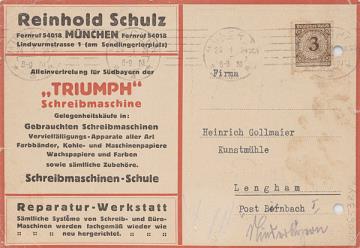 Reinhold Schulz
Fernruf 54018 MÜNCHEN Fernruf 54018
Lindwurmstrasse 1 (am Sendlingertorplatz)
Alleinvertretung für Südbayern der
„TRIUMPH"
Schreibmaschine
Gelegenheitskäufe in:
Gebrauchten Schreibmaschinen
Vervielfältigungs-Apparate aller Art
Farbbänder, Kohle- und Maschinenpapiere
Wachspapiere und Farben
sowie sämtliche Zubehöre.
Schreibmaschinen-Schule
Reparatur-Werkstatt
Sämtliche Systeme von Schreib- und Büro-
Maschinen werden fachgemäß wieder wie
neu hergerichtet.
3
Firma
Heinrich Gollmaier
Kunstmühle
Lengham
Post